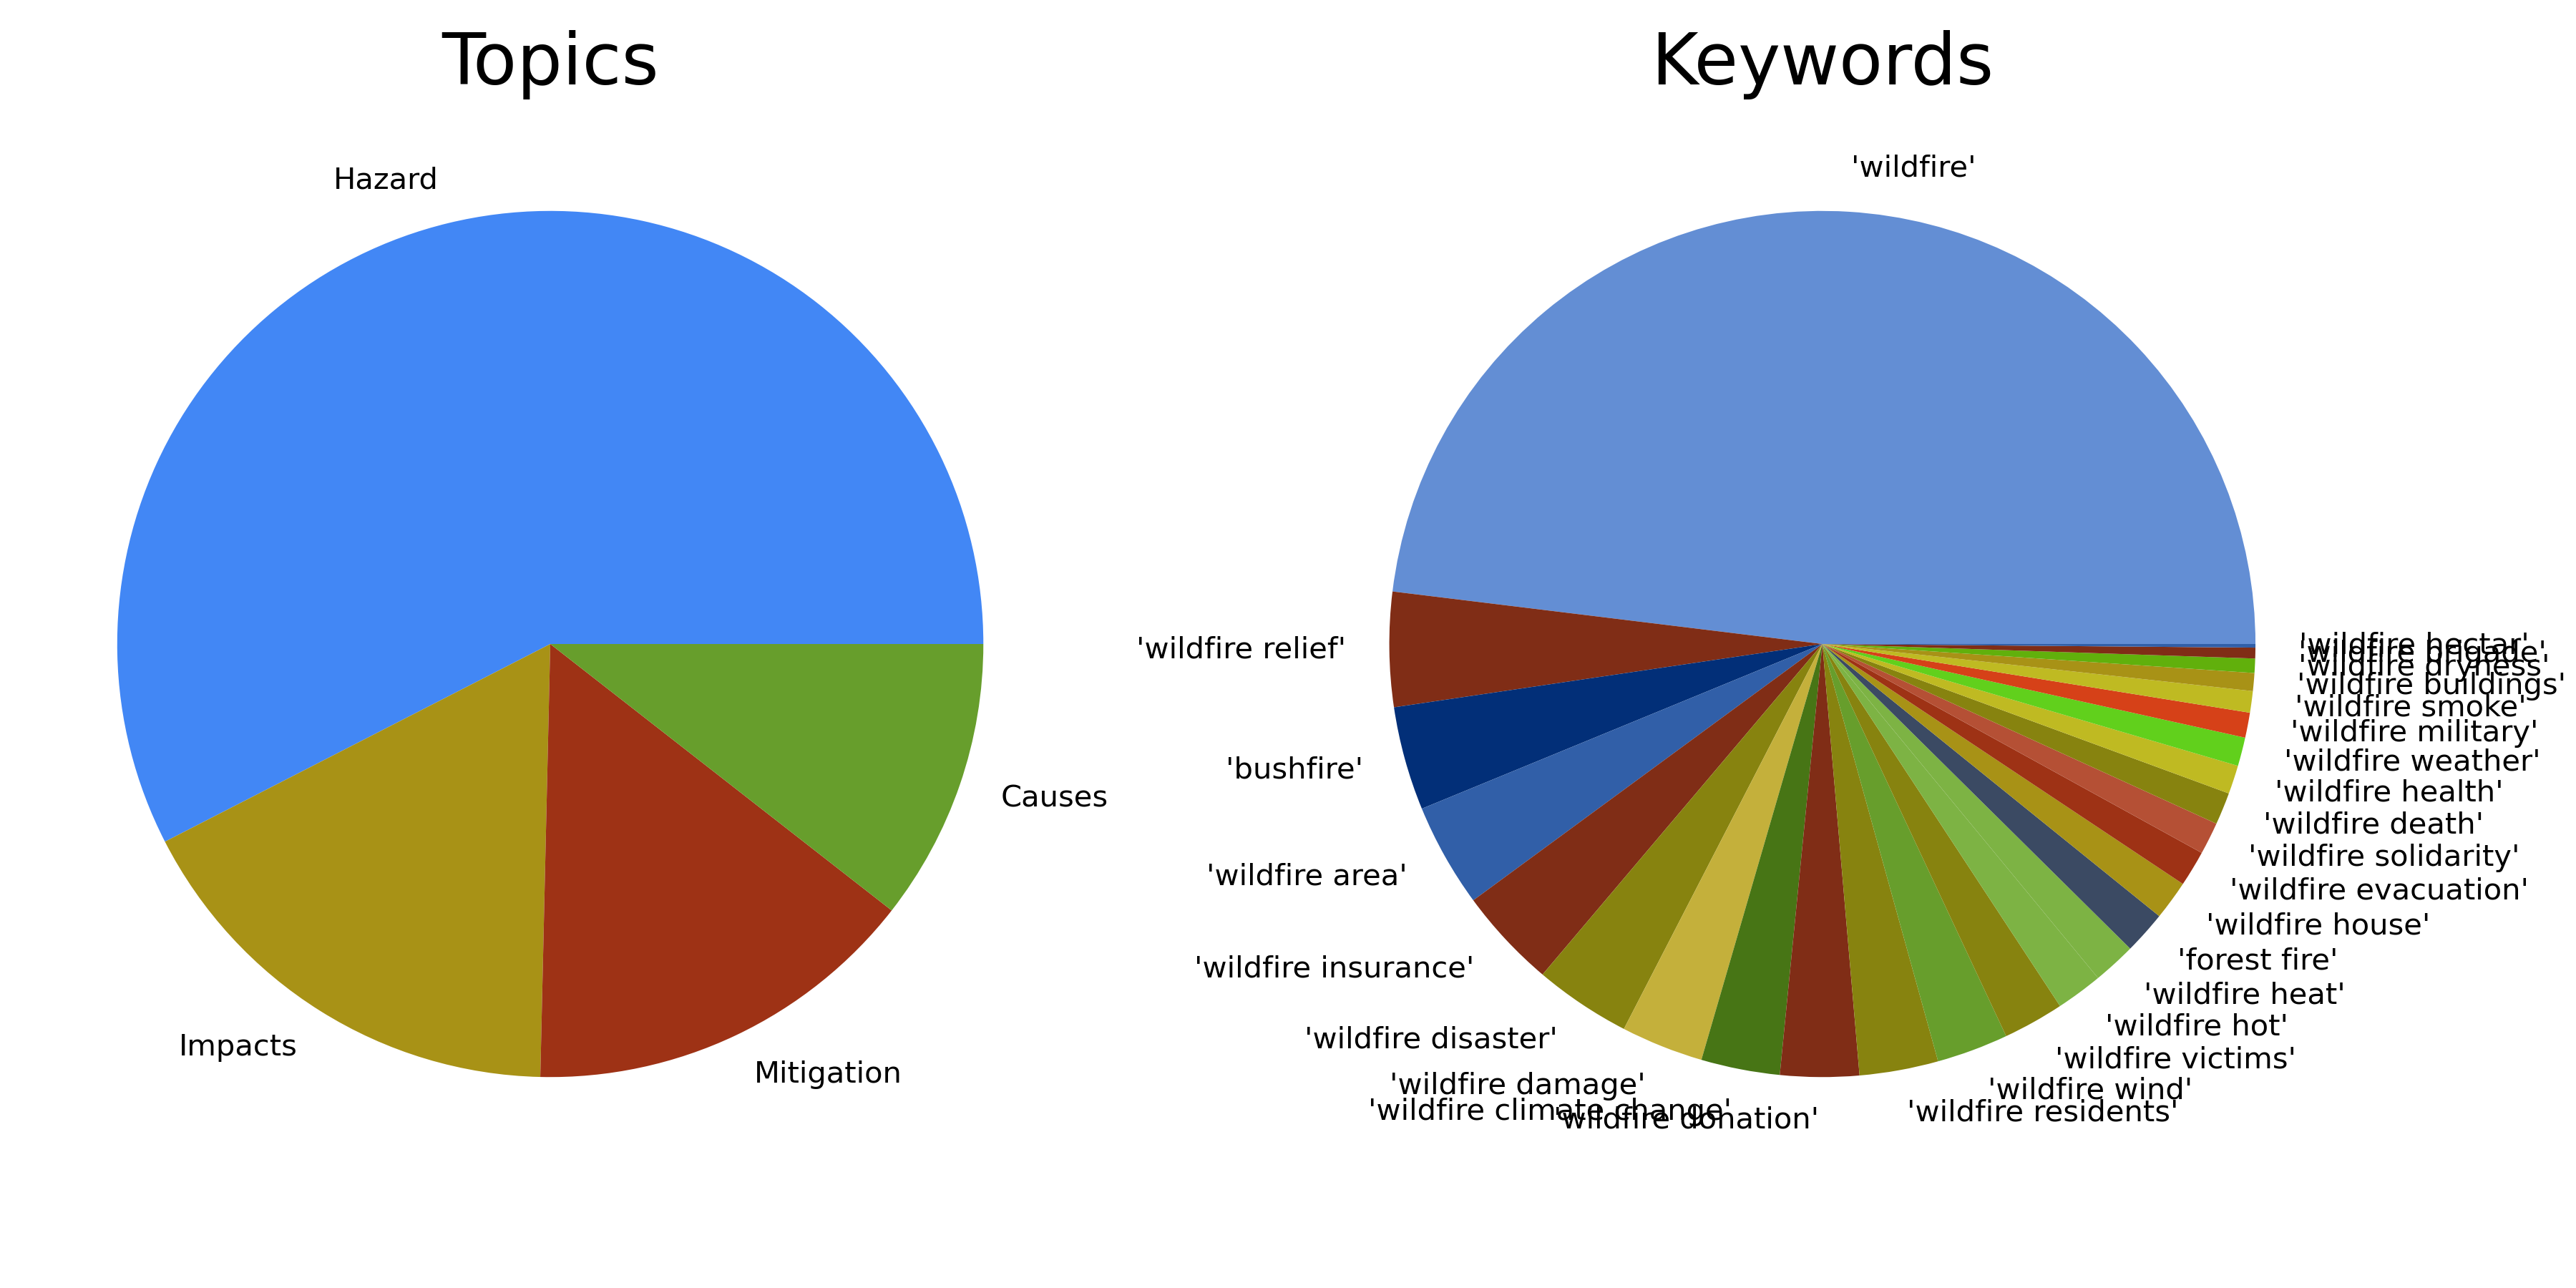 Topics
Hazard
Causes
Impacts
Mitigation
Keywords
'wildfire'
'wildfire relief'
'bushfire'
'wildfire area'
'wildfire insurance'
'wildfire disaster'
'wildfire damage'
'wildfire climate change'
'wildfire donation'
'wildfire residents'
'wildfire wind'
'wildfire victims'
'wildfire hot'
'wildfire heat'
'forest fire'
'wildfire house'
'wildfire evacuation'
'wildfire solidarity'
'wildfire death'
'wildfire health'
'wildfire weather'
'wildfire military'
'wildfire smoke'
'wildfire buildings'
'wildfire dryness'
'wildfire brigade'
'wildfire hectar'